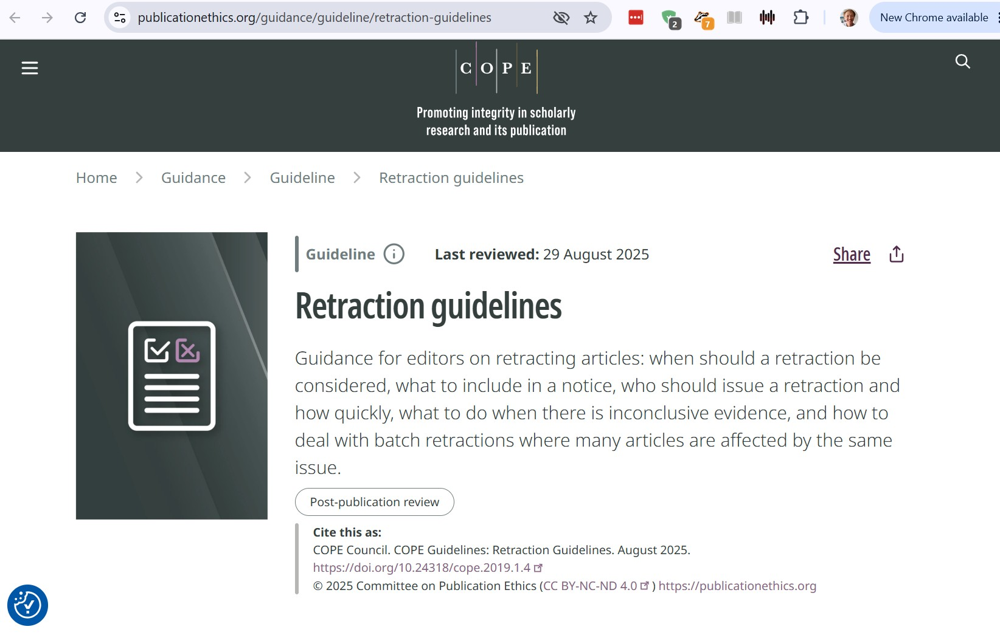 publicationethics.org/guidance/guideline/retraction-guidelines
2
7
New Chrome available
COPE
Promoting integrity in scholarly
research and its publication
Home > Guidance > Guideline > Retraction guidelines
Guideline Last reviewed: 29 August 2025 Share
Retraction guidelines
Guidance for editors on retracting articles: when should a retraction be
considered, what to include in a notice, who should issue a retraction and
how quickly, what to do when there is inconclusive evidence, and how to
deal with batch retractions where many articles are affected by the same
issue.
Post-publication review
Cite this as:
COPE Council. COPE Guidelines: Retraction Guidelines. August 2025.
https://doi.org/10.24318/cope.2019.1.4
© 2025 Committee on Publication Ethics (CC BY-NC-ND 4.0 ) https://publicationethics.org